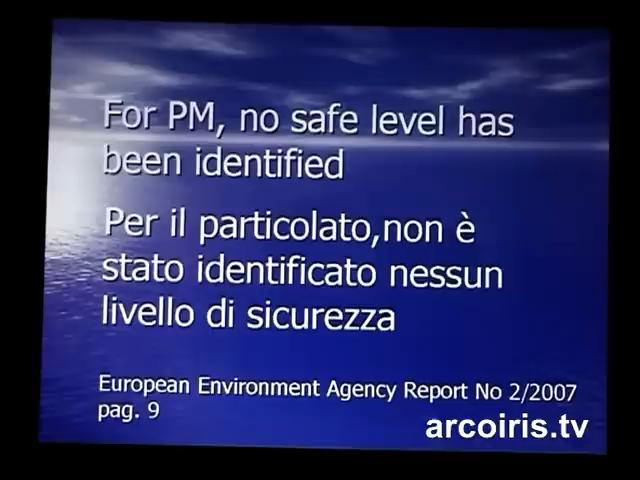 For PM, no safe level has
been identified
Per il particolato,non è
stato identificato nessun
livello di sicurezza
European Environment Agency Report No 2/2007
pag. 9
arcoiris.tv